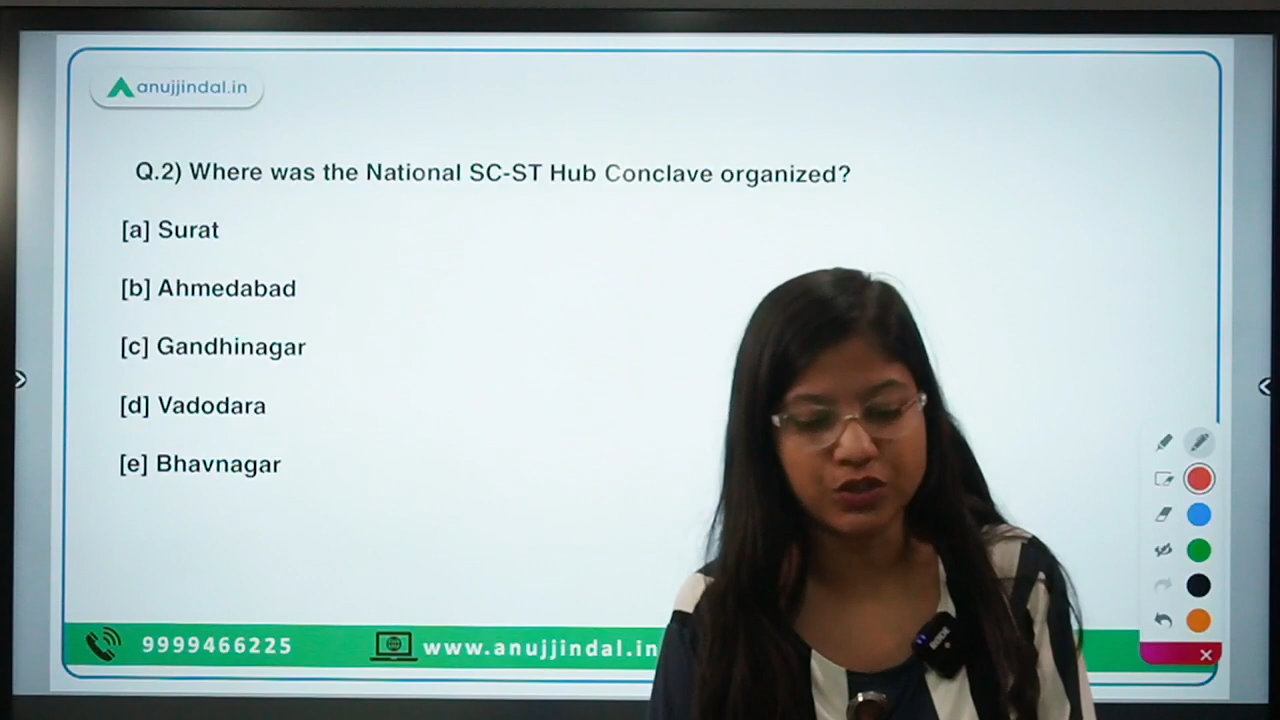 anujjindal.in
Q.2) Where was the National SC-ST Hub Conclave organized?
[a] Surat
[b] Ahmedabad
[c] Gandhinagar
[d] Vadodara
[e] Bhavnagar
9999466225
www.anujjindal.in